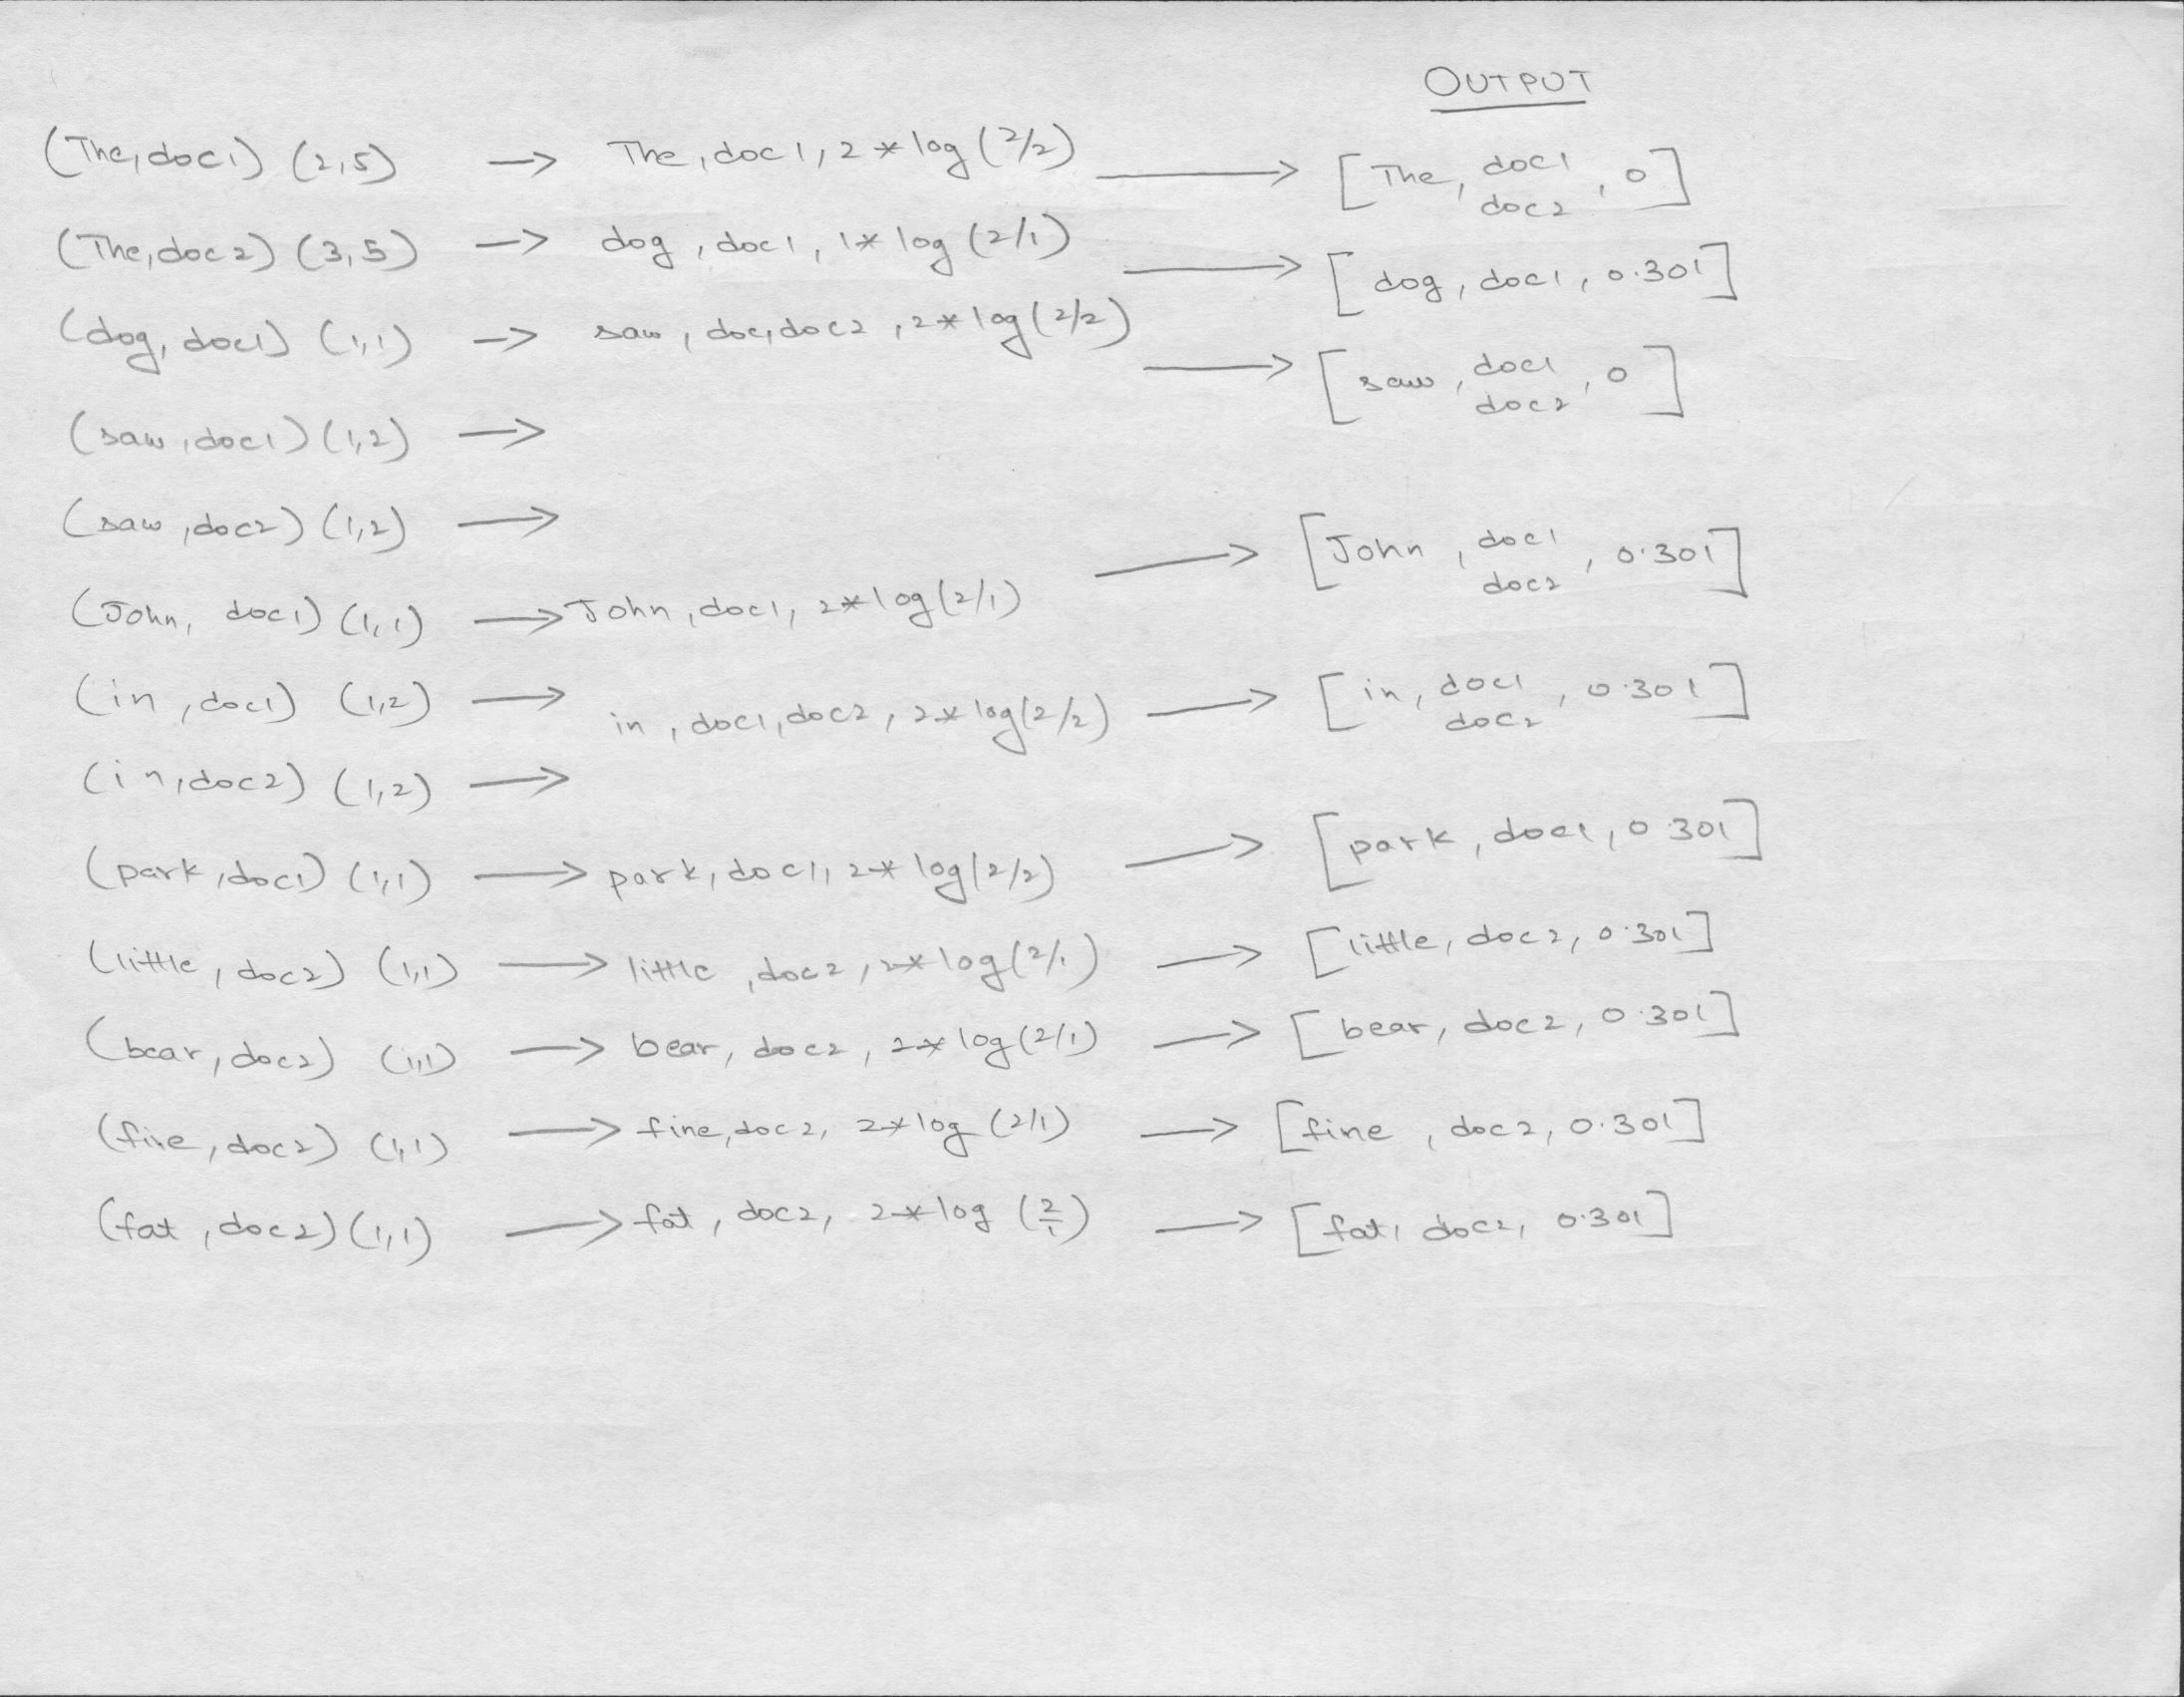 OUTPUT
(The, doc1) (2,5) → The, doc1, 2 * log (2/2) → [The, doc1 doc2, 0]
(The, doc2) (3,5) → dog, doc1, 1* log (2/1) → [dog, doc1, 0.301]
(dog, doc1) (1,1) → saw, doc1 doc2, 2* log (2/2) → [saw, doc1 doc2, 0]
(saw, doc1) (1,2) →
(saw, doc2) (1,2) →
(John, doc1) (1,1) → John, doc1, 2* log (2/1) → [John, doc1 doc2, 0.301]
(in, doc1) (1,2) → in, doc1, doc2, 2* log (2/2) → [in, doc1 doc2, 0.301]
(in, doc2) (1,2) →
(park, doc1) (1,1) → park, doc1, 2* log (2/2) → [park, doc1, 0.301]
(little, doc2) (1,1) → little, doc2, 2* log (2/1) → [little, doc2, 0.301]
(bear, doc2) (1,1) → bear, doc2, 2* log (2/1) → [bear, doc2, 0.301]
(fine, doc2) (1,1) → fine, doc2, 2* log (2/1) → [fine, doc2, 0.301]
(fat, doc2) (1,1) → fat, doc2, 2* log (2/1) → [fat, doc2, 0.301]